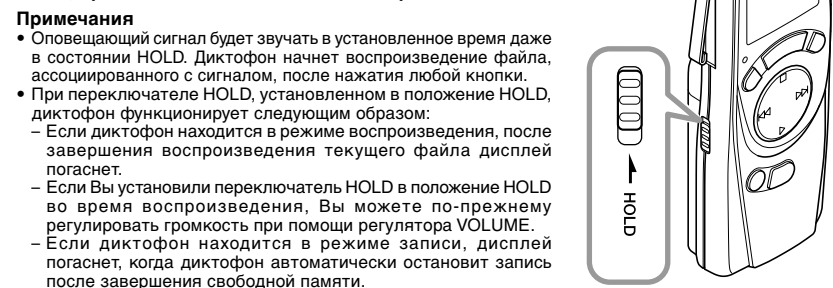 Примечания
• Оповещающий сигнал будет звучать в установленное время даже
в состоянии HOLD. Диктофон начнет воспроизведение файла,
ассоциированного с сигналом, после нажатия любой кнопки.
• При переключателе HOLD, установленном в положение HOLD,
диктофон функционирует следующим образом:
– Если диктофон находится в режиме воспроизведения, после
завершения воспроизведения текущего файла дисплей
погаснет.
– Если Вы установили переключатель HOLD в положение HOLD
во время воспроизведения, Вы можете по-прежнему
регулировать громкость при помощи регулятора VOLUME.
– Если диктофон находится в режиме записи, дисплей
погаснет, когда диктофон автоматически остановит запись
после завершения свободной памяти.
HOLD